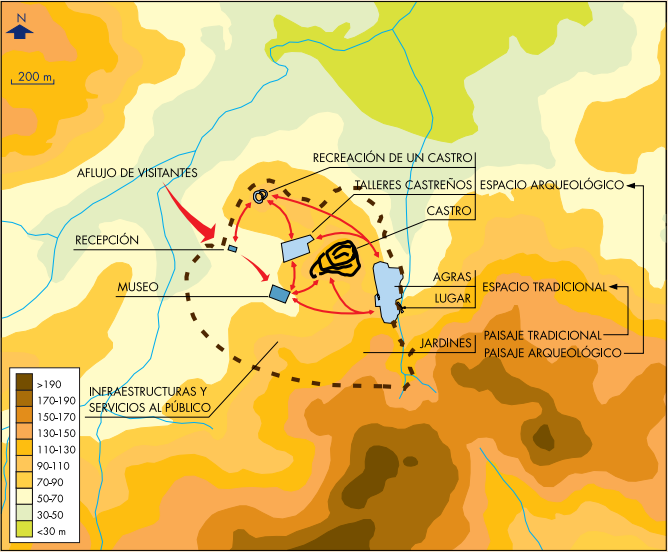 N
200 m
RECREACIÓN DE UN CASTRO
AFLUJO DE VISITANTES
TALLERES CASTREÑOS
ESPACIO ARQUEOLÓGICO
CASTRO
RECEPCIÓN
AGRAS
MUSEO
ESPACIO TRADICIONAL
LUGAR
PAISAJE TRADICIONAL
JARDINES
PAISAJE ARQUEOLÓGICO
INFRAESTRUCTURAS Y
SERVICIOS AL PÚBLICO
>190
170-190
150-170
130-150
110-130
90-110
70-90
50-70
30-50
<30 m